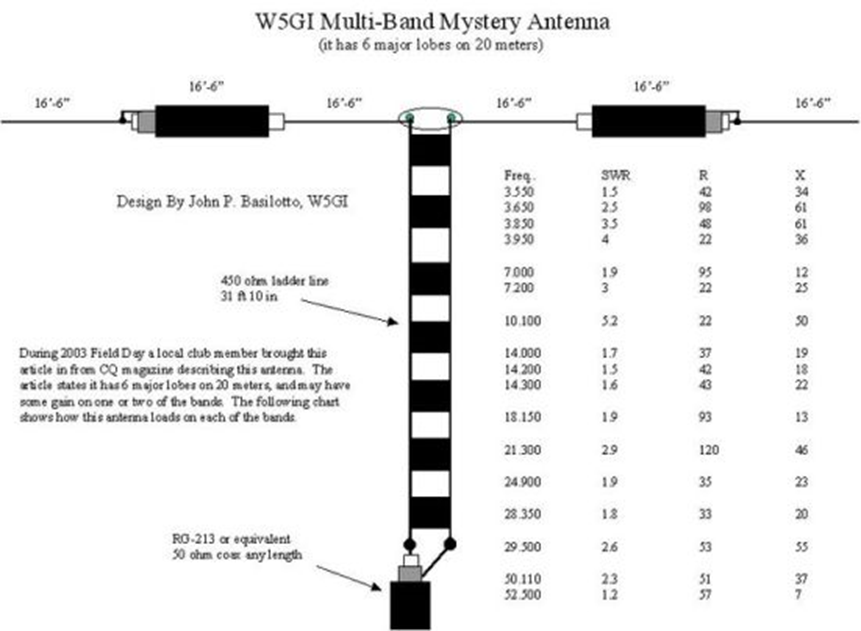 W5GI Multi-Band Mystery Antenna
(it has 6 major lobes on 20 meters)
16'-6" 16'-6" 16'-6" 16'-6" 16'-6" 16'-6"
Design By John P. Basilotto, W5GI
450 ohm ladder line
31 ft 10 in
During 2003 Field Day a local club member brought this
article in from CQ magazine describing this antenna. The
article states it has 6 major lobes on 20 meters, and may have
some gain on one or two of the bands. The following chart
shows how this antenna loads on each of the bands.
RG-213 or equivalent
50 ohm coax any length
Freq.. SWR R X
3.550 1.5 42 34
3.650 2.5 98 61
3.850 3.5 48 61
3.950 4 22 36
7.000 1.9 95 12
7.200 3 22 25
10.100 5.2 22 50
14.000 1.7 37 19
14.200 1.5 42 18
14.300 1.6 43 22
18.150 1.9 93 13
21.300 2.9 120 46
24.900 1.9 35 23
28.350 1.8 33 20
29.500 2.6 53 55
50.110 2.3 51 37
52.500 1.2 57 7